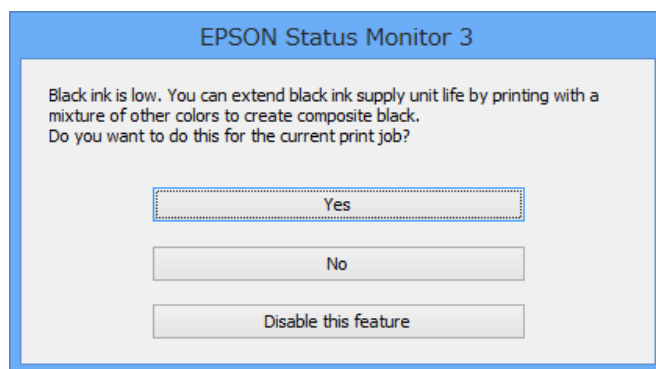 EPSON Status Monitor 3
Black ink is low. You can extend black ink supply unit life by printing with a
mixture of other colors to create composite black.
Do you want to do this for the current print job?
Yes
No
Disable this feature